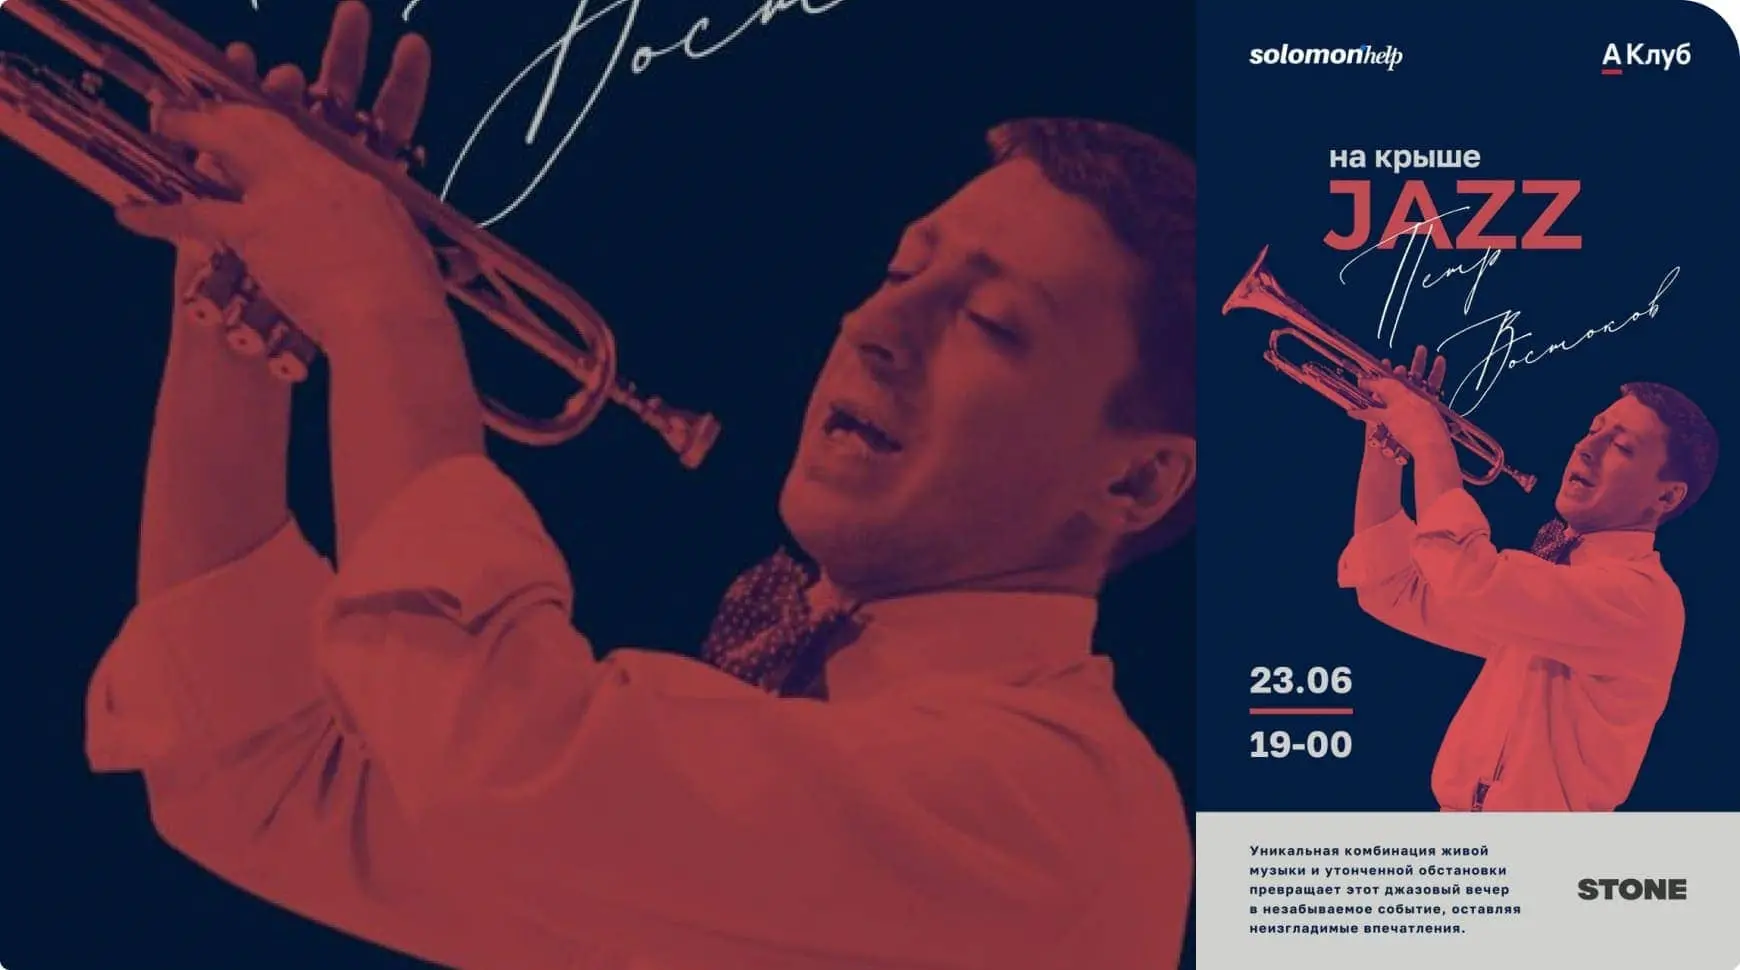 Вост
solomonhelp
А Клуб
на крыше
JAZZ
Петр
Востоков
23.06
19-00
Уникальная комбинация живой
музыки и утонченной обстановки
превращает этот джазовый вечер
в незабываемое событие, оставляя
неизгладимые впечатления.
STONE